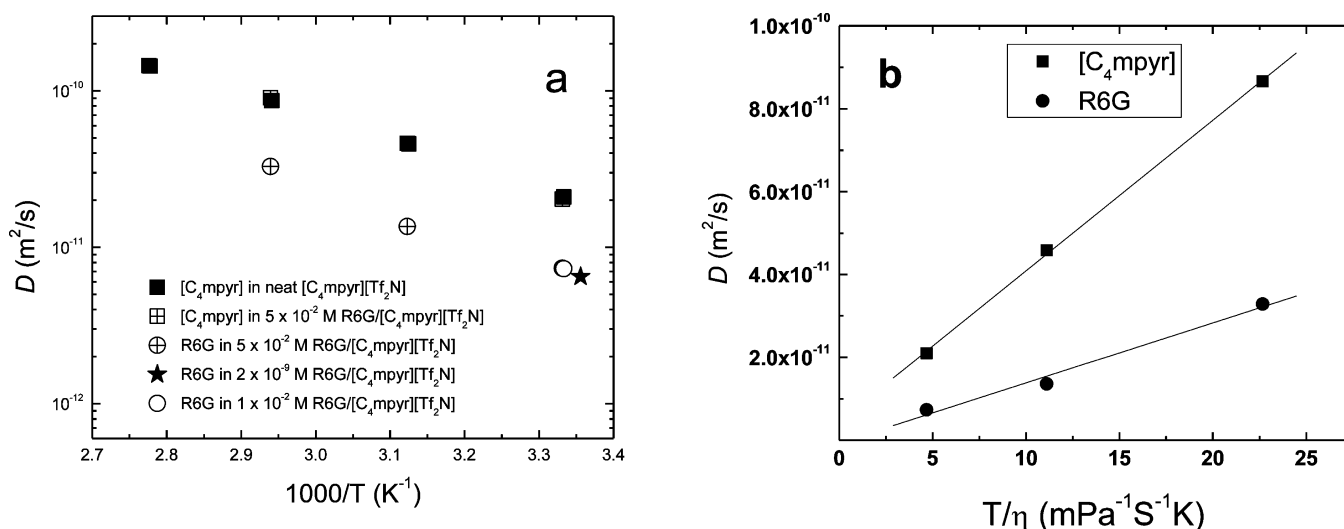 a
10⁻¹⁰
10⁻¹¹
10⁻¹²
D (m²/s)
[C₄mpyr] in neat [C₄mpyr][Tf₂N]
[C₄mpyr] in 5 x 10⁻² M R6G/[C₄mpyr][Tf₂N]
R6G in 5 x 10⁻² M R6G/[C₄mpyr][Tf₂N]
R6G in 2 x 10⁻⁹ M R6G/[C₄mpyr][Tf₂N]
R6G in 1 x 10⁻² M R6G/[C₄mpyr][Tf₂N]
2.7 2.8 2.9 3.0 3.1 3.2 3.3 3.4
1000/T (K⁻¹)
b
[C₄mpyr]
R6G
1.0x10⁻¹⁰
8.0x10⁻¹¹
6.0x10⁻¹¹
4.0x10⁻¹¹
2.0x10⁻¹¹
D (m²/s)
0 5 10 15 20 25
T/η (mPa⁻¹S⁻¹K)